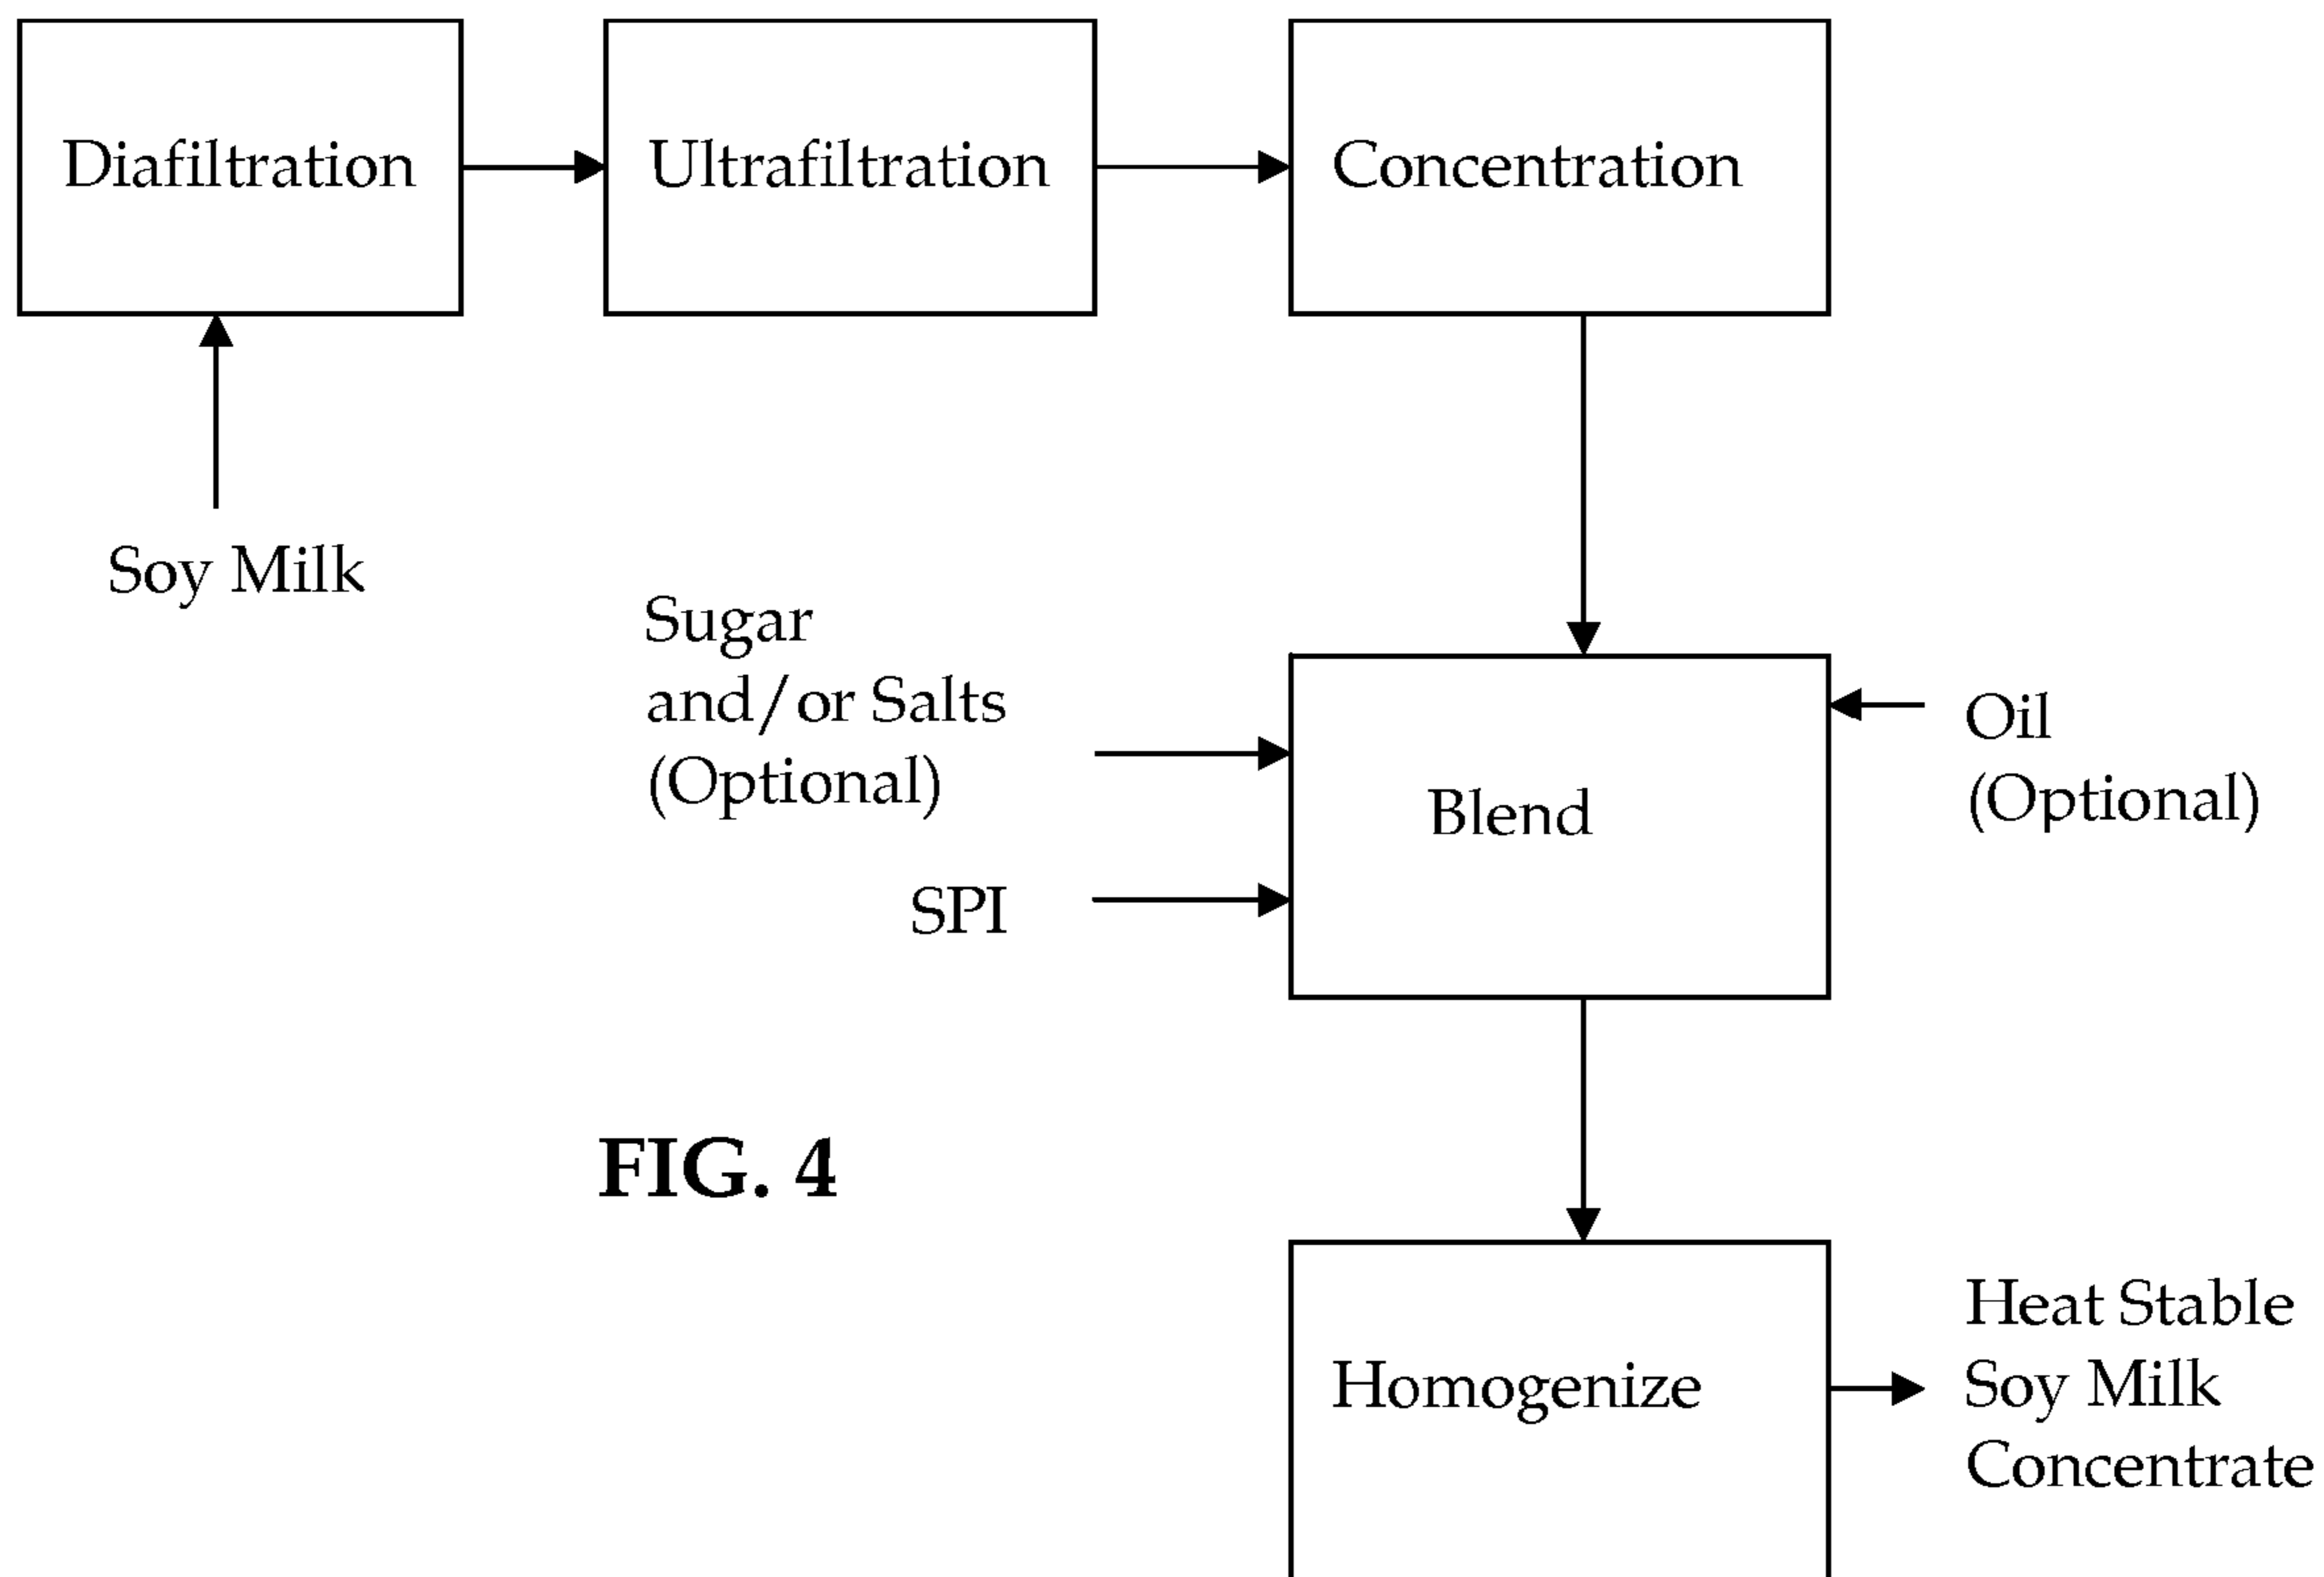 Diafiltration
Ultrafiltration
Concentration
Soy Milk
Sugar
and/or Salts
(Optional)
SPI
Blend
Oil
(Optional)
FIG. 4
Homogenize
Heat Stable
Soy Milk
Concentrate